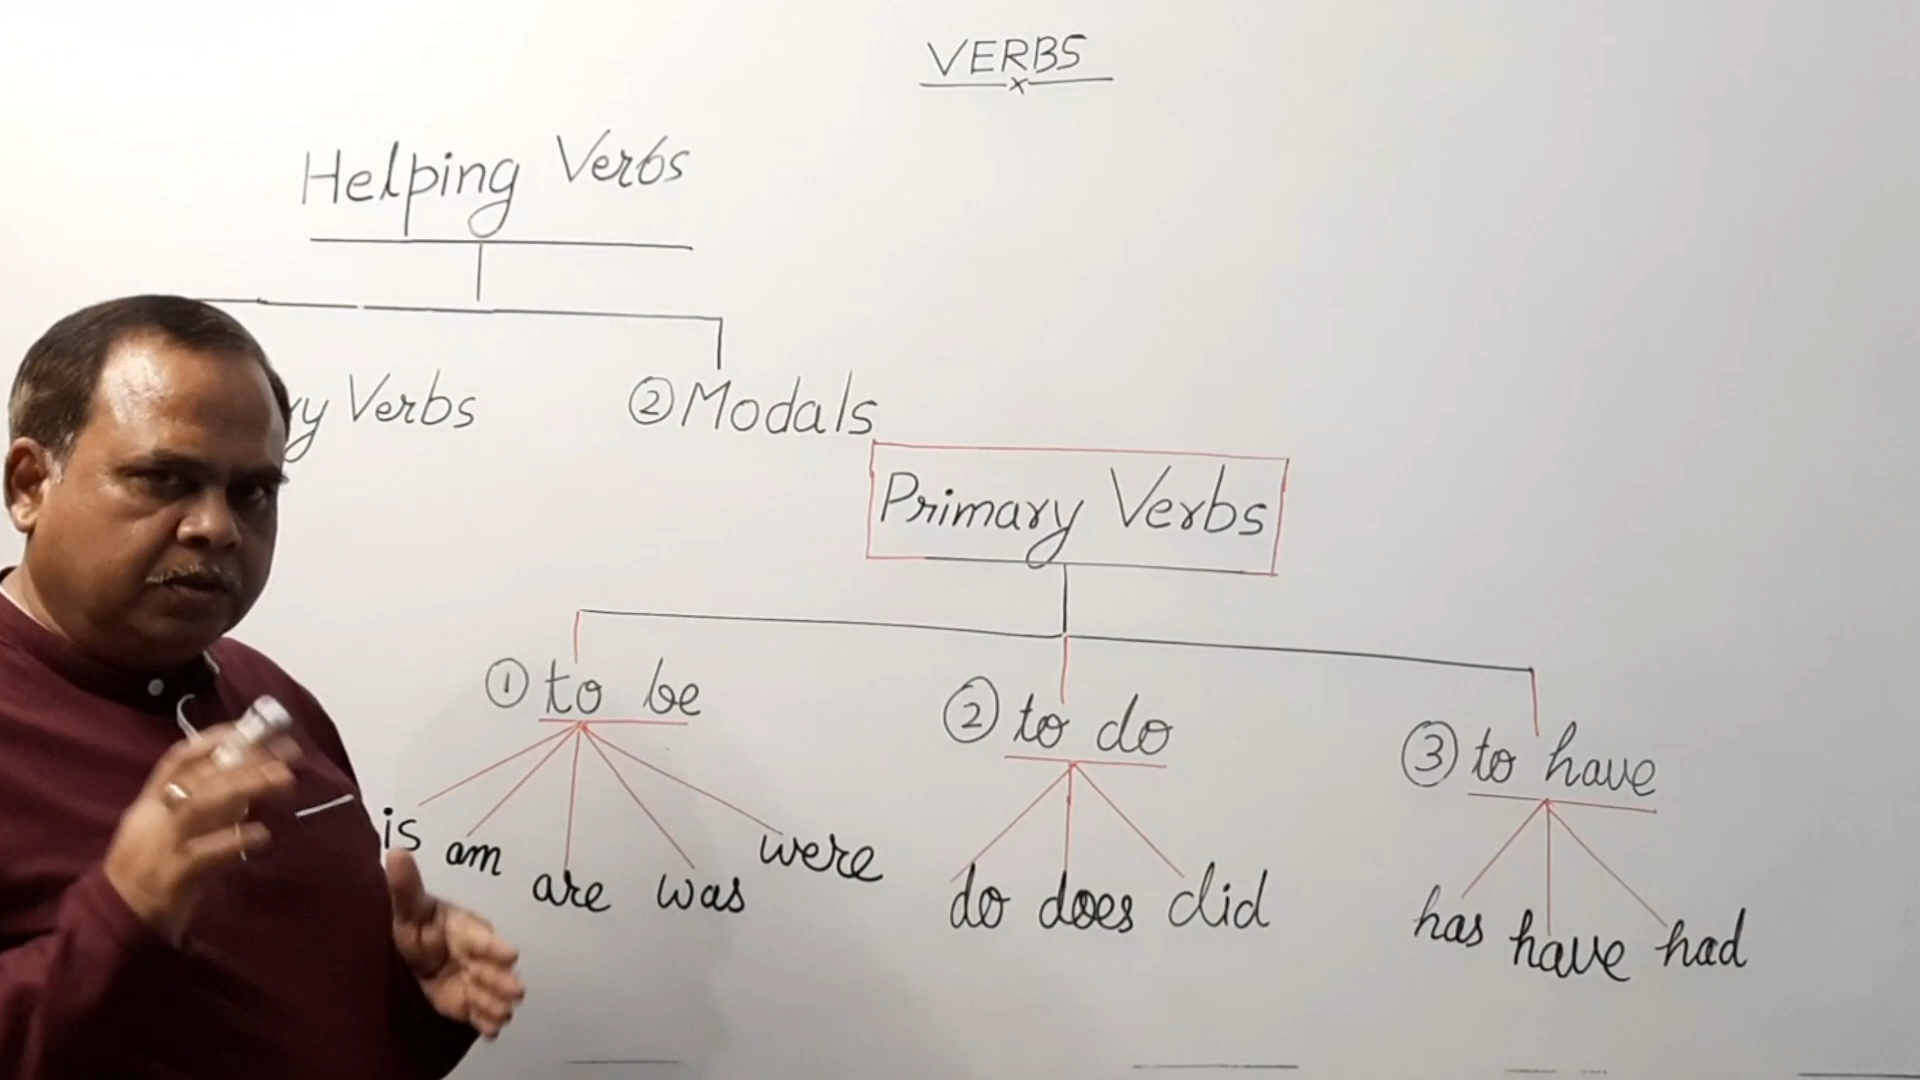 VERBS
Helping Verbs
Verbs
② Modals
Primary Verbs
① to be
② to do
③ to have
is am are was were
do does did
has have had